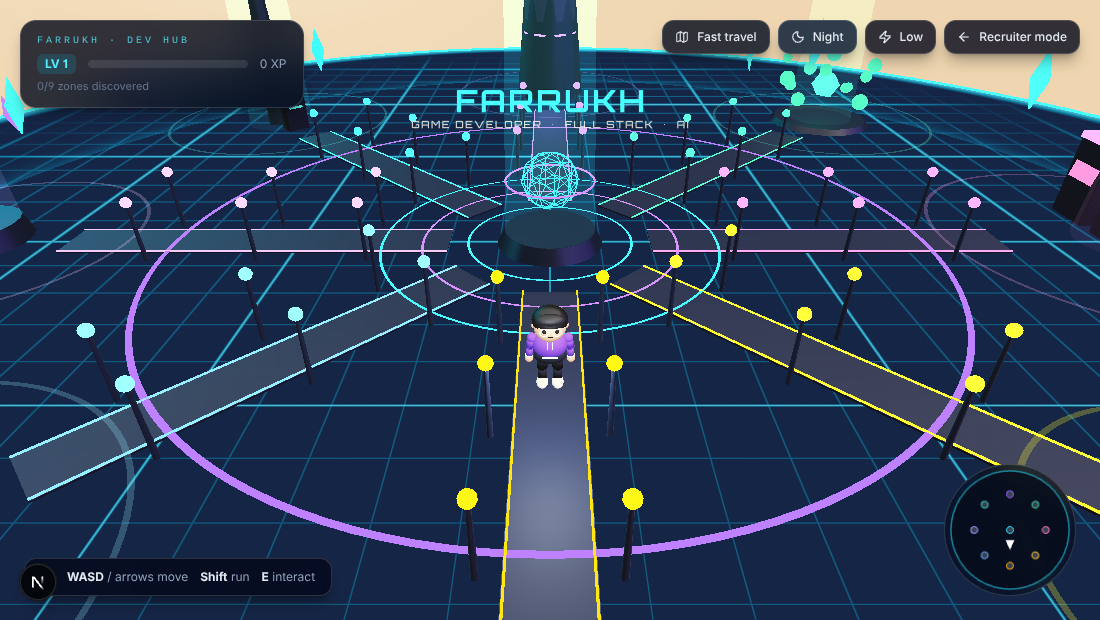 FARRUKH · DEV HUB
LV 1
0 XP
0/9 zones discovered
Fast travel
Night
Low
Recruiter mode
FARRUKH
GAME DEVELOPER · FULL STACK · AI
N
WASD / arrows move Shift run E interact